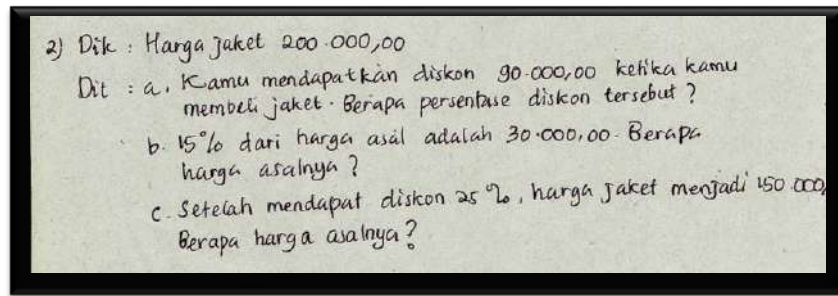 2) Dik : Harga Jaket 200.000,00
Dit : a. Kamu mendapatkan diskon 90.000,00 ketika kamu
membeli jaket. Berapa persentase diskon tersebut ?
b. 15% dari harga asal adalah 30.000,00. Berapa
harga asalnya ?
c. Setelah mendapat diskon 25%, harga jaket menjadi 150.000,
Berapa harga asalnya ?